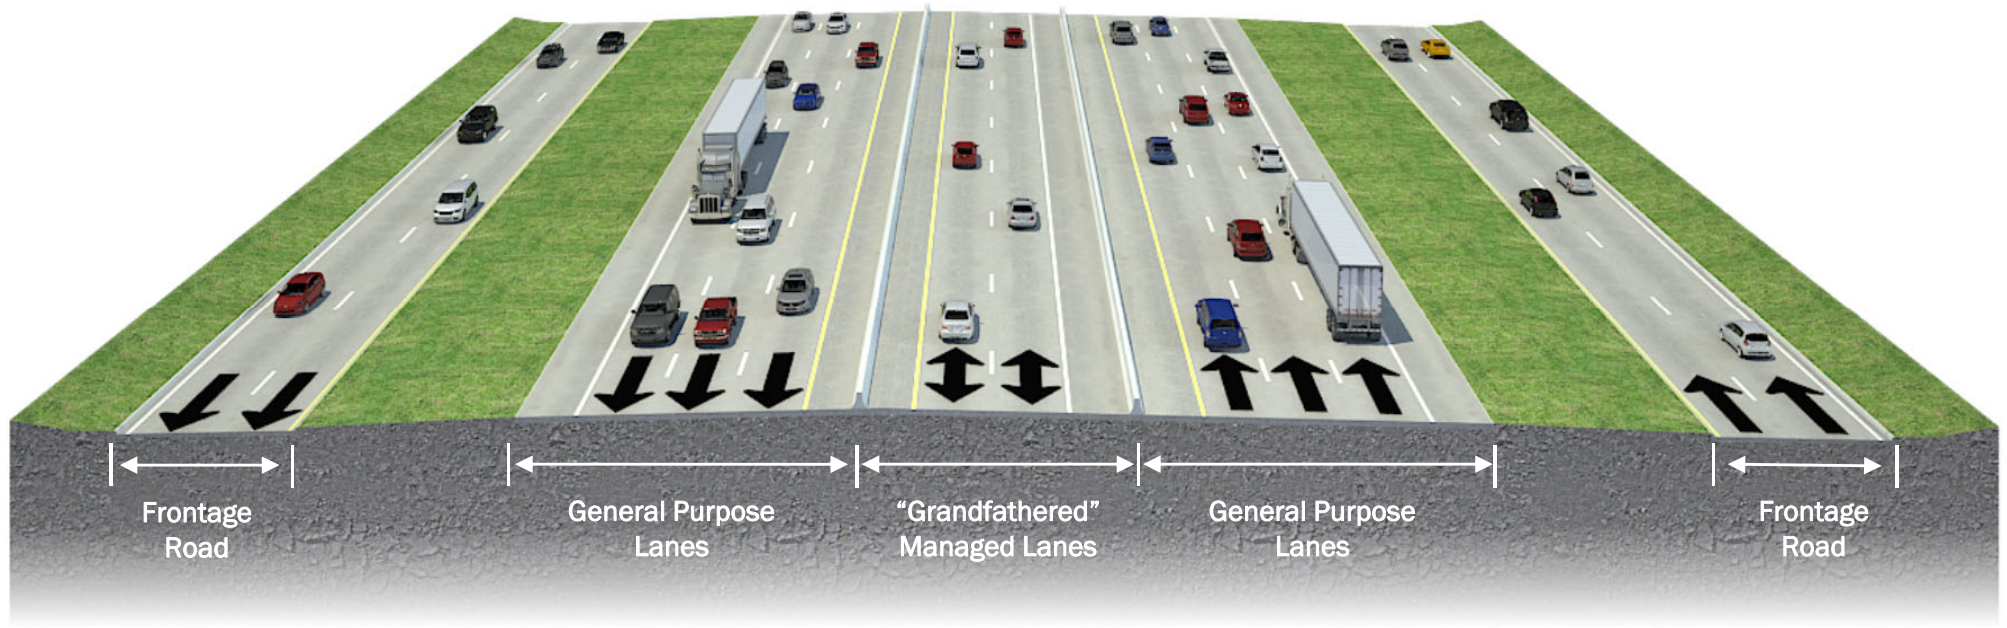 Frontage
Road
General Purpose
Lanes
“Grandfathered”
Managed Lanes
General Purpose
Lanes
Frontage
Road